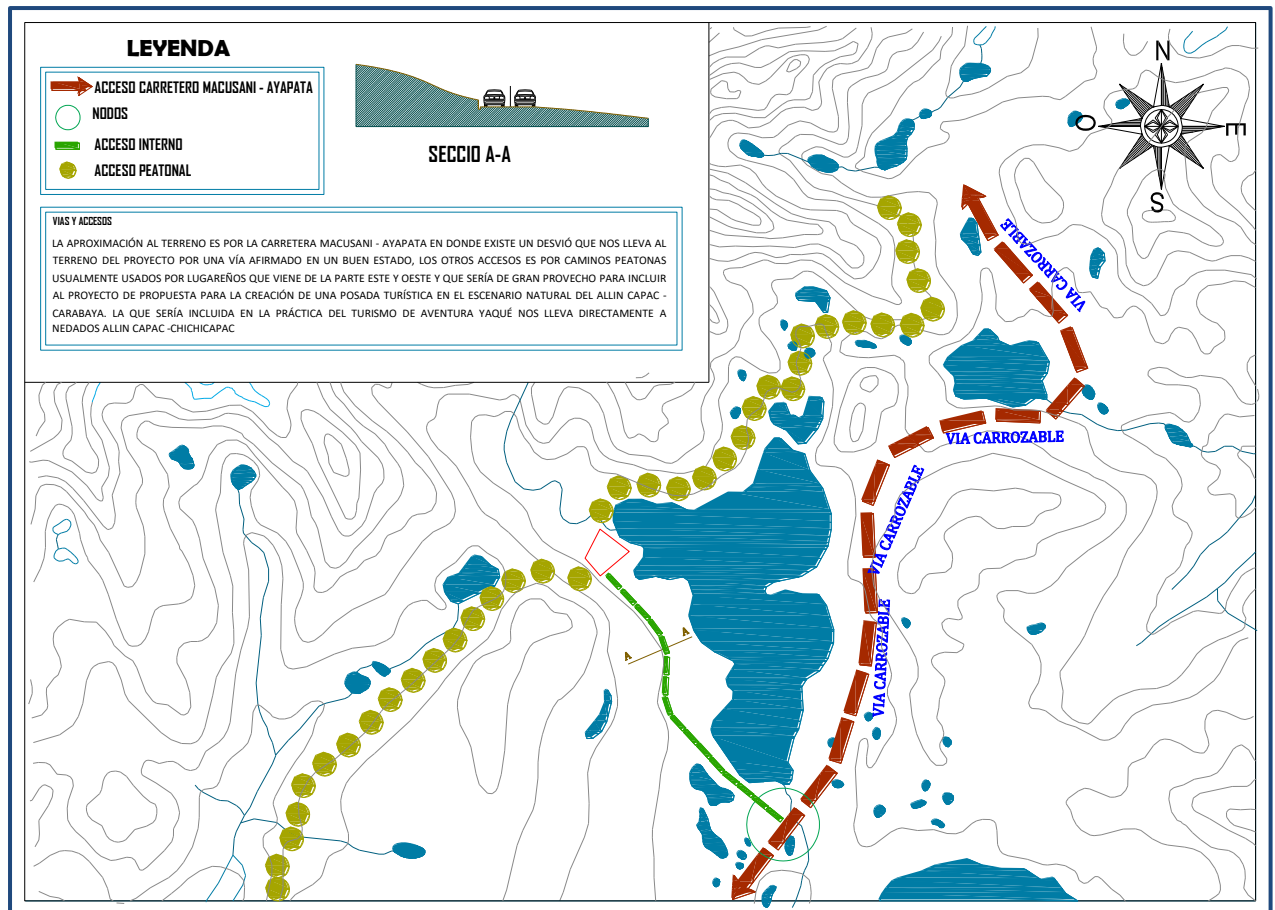 LEYENDA
ACCESO CARRETERO MACUSANI - AYAPATA
NODOS
ACCESO INTERNO
ACCESO PEATONAL
SECCIO A-A
VIAS Y ACCESOS
LA APROXIMACIÓN AL TERRENO ES POR LA CARRETERA MACUSANI - AYAPATA EN DONDE EXISTE UN DESVIÓ QUE NOS LLEVA AL
TERRENO DEL PROYECTO POR UNA VÍA AFIRMADO EN UN BUEN ESTADO, LOS OTROS ACCESOS ES POR CAMINOS PEATONAS
USUALMENTE USADOS POR LUGAREÑOS QUE VIENE DE LA PARTE ESTE Y OESTE Y QUE SERÍA DE GRAN PROVECHO PARA INCLUIR
AL PROYECTO DE PROPUESTA PARA LA CREACIÓN DE UNA POSADA TURÍSTICA EN EL ESCENARIO NATURAL DEL ALLIN CAPAC -
CARABAYA. LA QUE SERÍA INCLUIDA EN LA PRÁCTICA DEL TURISMO DE AVENTURA YAQUÉ NOS LLEVA DIRECTAMENTE A
NEDADOS ALLIN CAPAC -CHICHICAPAC
N
O
E
S
VIA CARROZABLE
VIA CARROZABLE
VIA CARROZABLE
VIA CARROZABLE
A
A